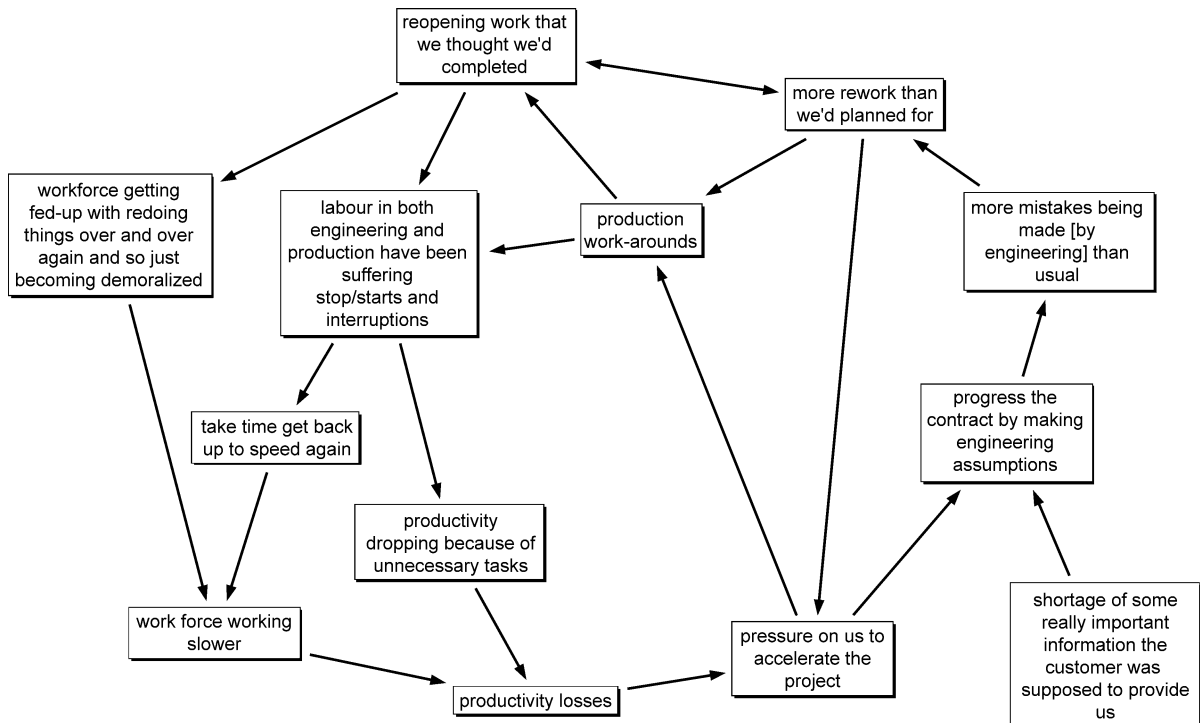 reopening work that
we thought we'd
completed
more rework than
we'd planned for
workforce getting
fed-up with redoing
things over and over
again and so just
becoming demoralized
labour in both
engineering and
production have been
suffering
stop/starts and
interruptions
production
work-arounds
more mistakes being
made [by
engineering] than
usual
progress the
contract by making
engineering
assumptions
take time get back
up to speed again
productivity
dropping because of
unnecessary tasks
work force working
slower
productivity losses
pressure on us to
accelerate the
project
shortage of some
really important
information the
customer was
supposed to provide
us